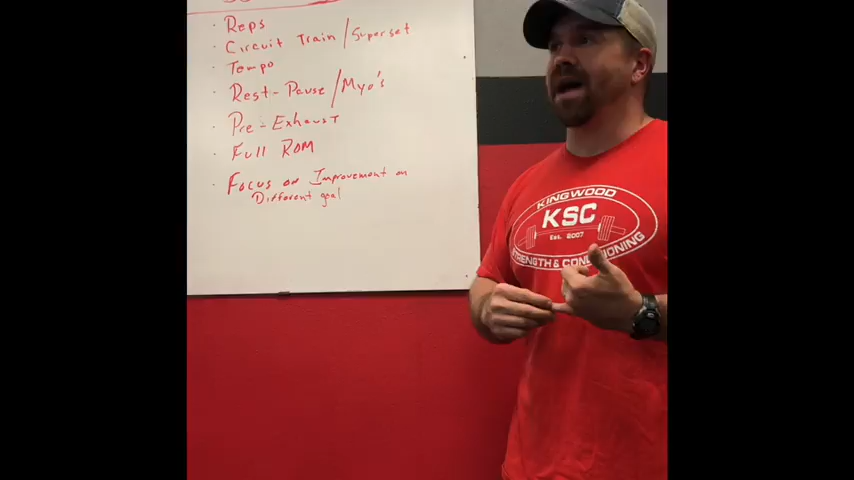 · Reps
· Circuit Train / Superset
· Tempo
· Rest-Pause / Myo's
· Pre-Exhaust
· Full ROM
· Focus on Improvement on
Different goal
KINGWOOD
KSC
Est. 2007
STRENGTH & CONDITIONING